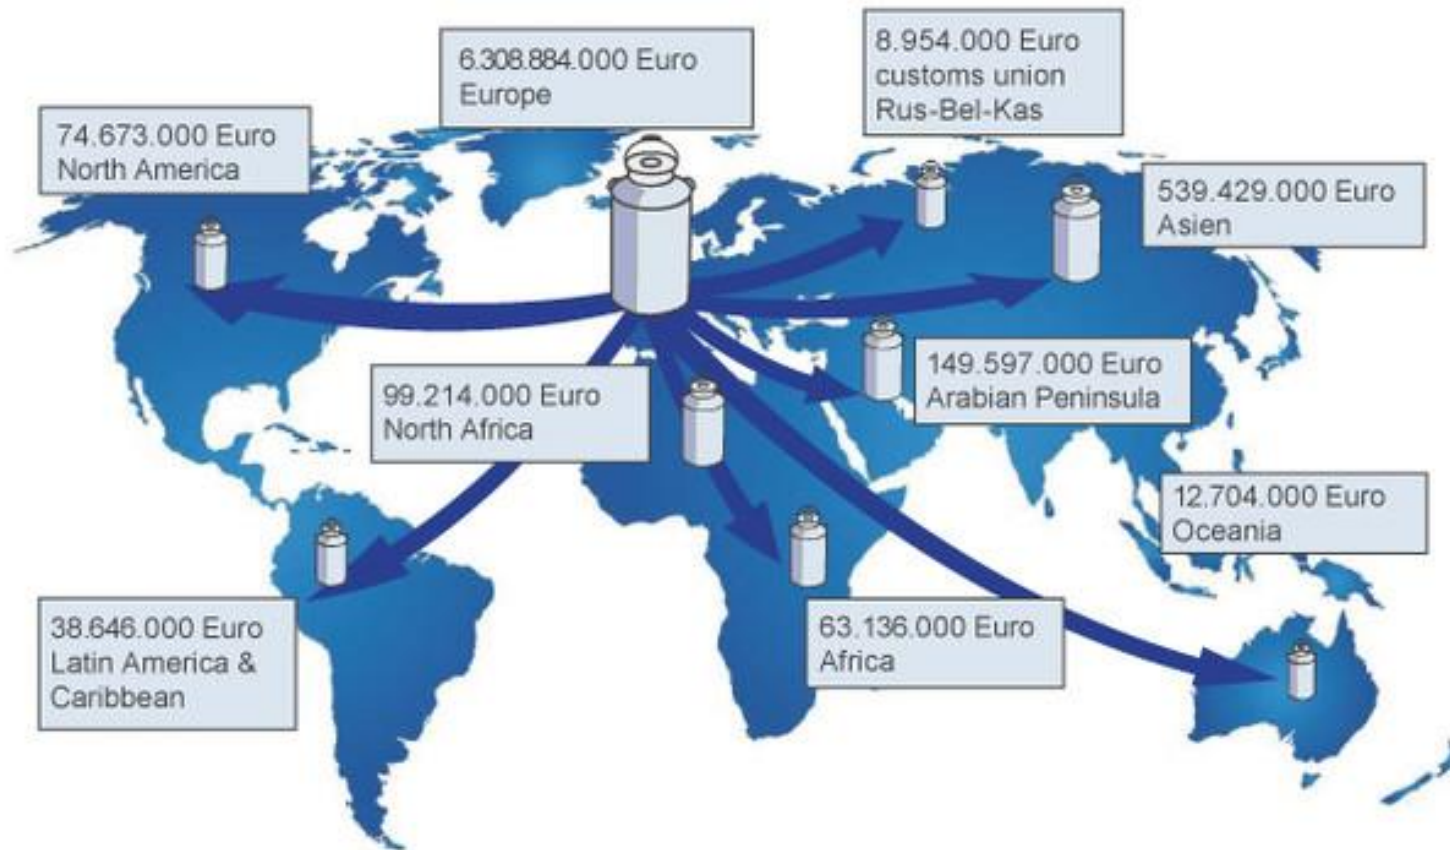 6.308.884.000 Euro
Europe
8.954.000 Euro
customs union
Rus-Bel-Kas
74.673.000 Euro
North America
539.429.000 Euro
Asien
99.214.000 Euro
North Africa
149.597.000 Euro
Arabian Peninsula
12.704.000 Euro
Oceania
38.646.000 Euro
Latin America &
Caribbean
63.136.000 Euro
Africa